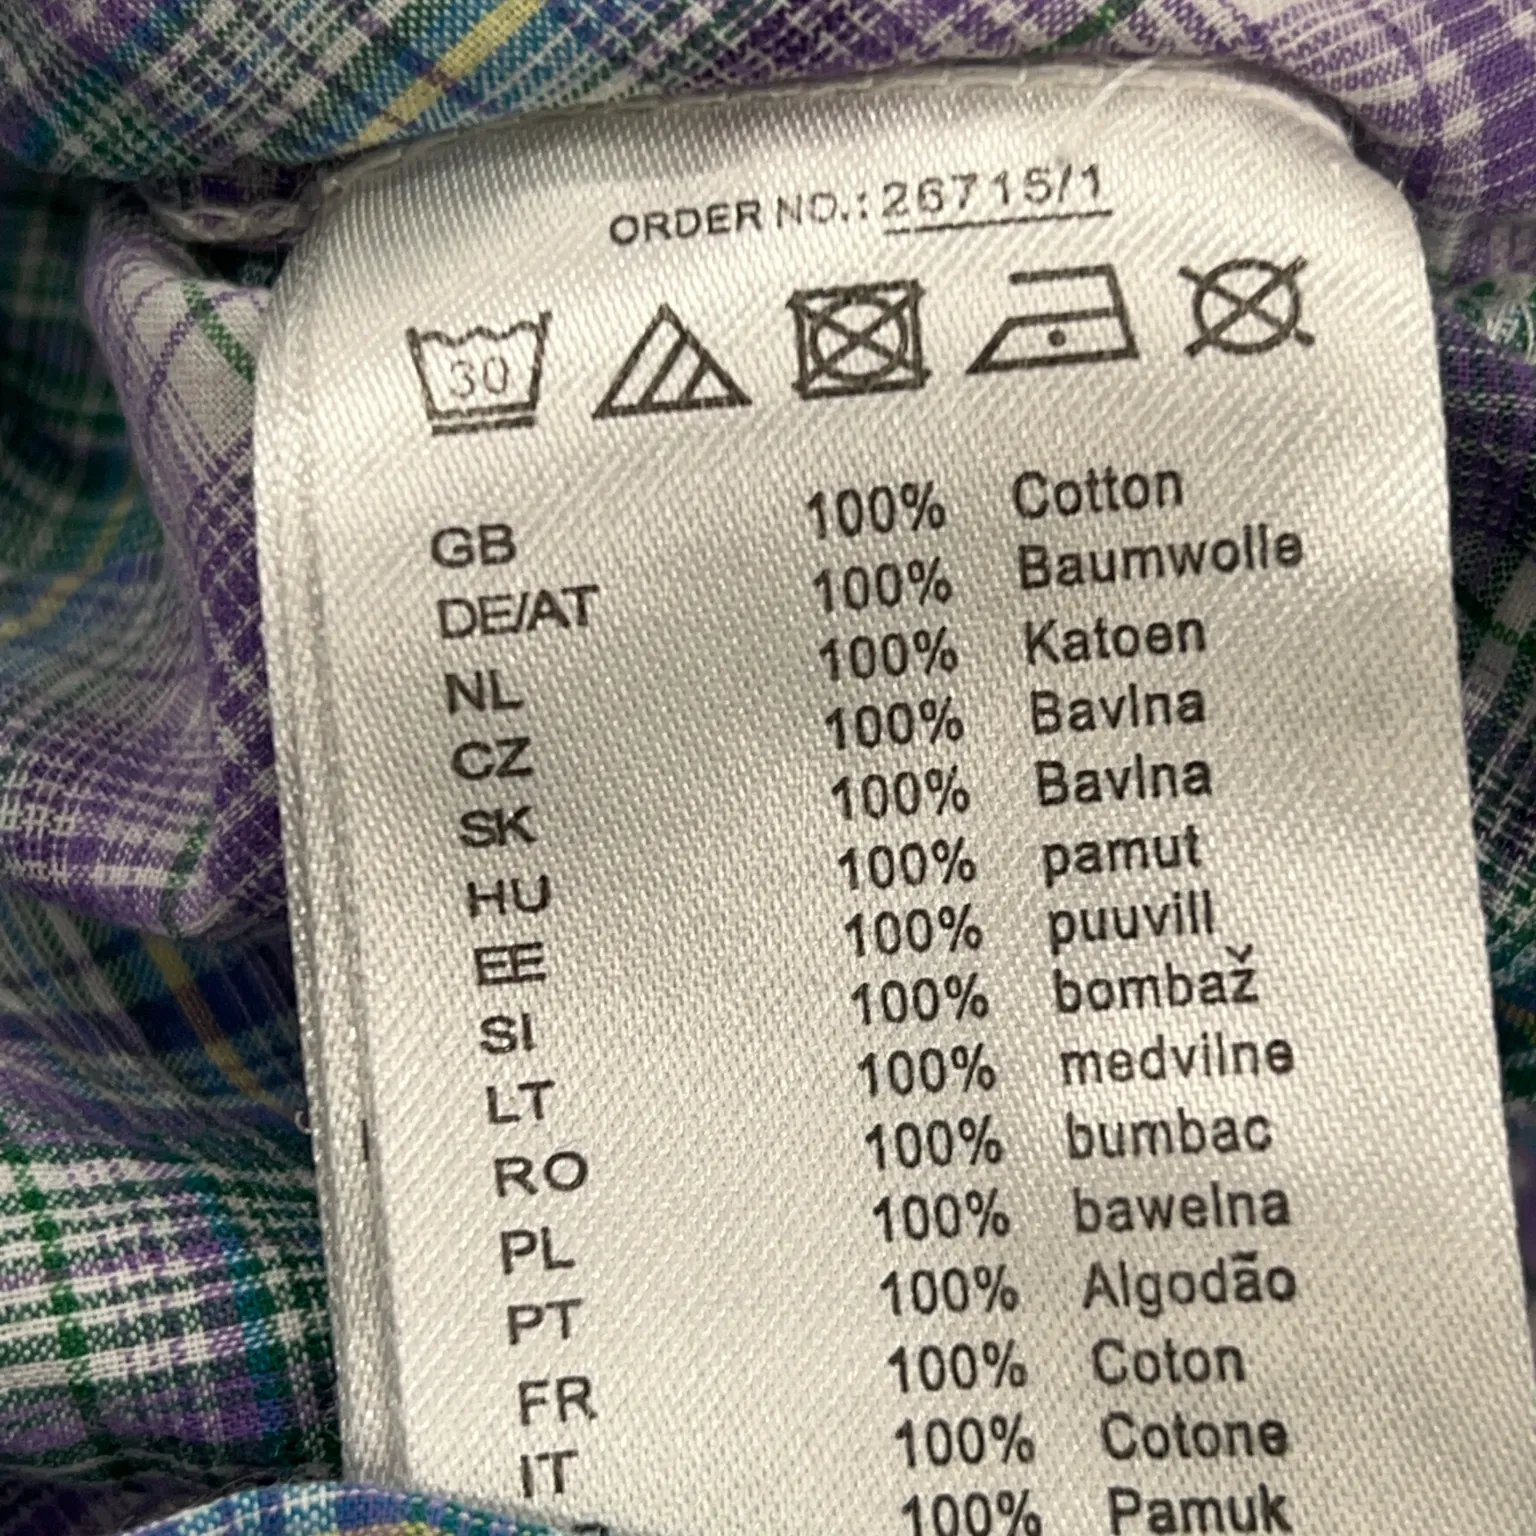 ORDER NO.: 26715/1
30
GB 100% Cotton
DE/AT 100% Baumwolle
NL 100% Katoen
CZ 100% Bavlna
SK 100% Bavlna
HU 100% pamut
EE 100% puuvill
SI 100% bombaž
LT 100% medvilne
RO 100% bumbac
PL 100% bawelna
PT 100% Algodão
FR 100% Coton
IT 100% Cotone
100% Pamuk